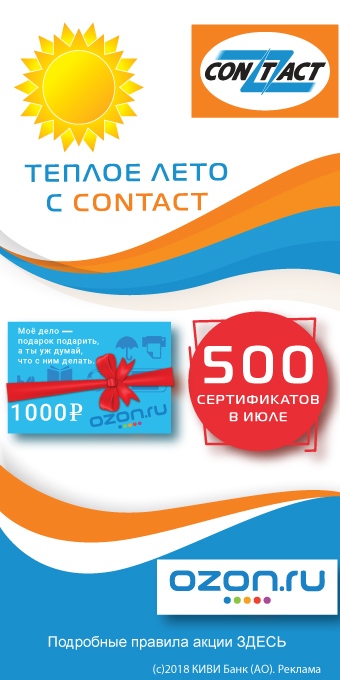 CONTACT
ТЕПЛОЕ ЛЕТО
С CONTACT
Моё дело —
подарок подарить,
а ты уж думай,
что с ним делать.
1000₽
ozon.ru
500
СЕРТИФИКАТОВ
В ИЮЛЕ
ozon.ru
Подробные правила акции ЗДЕСЬ
(c)2018 КИВИ Банк (АО). Реклама